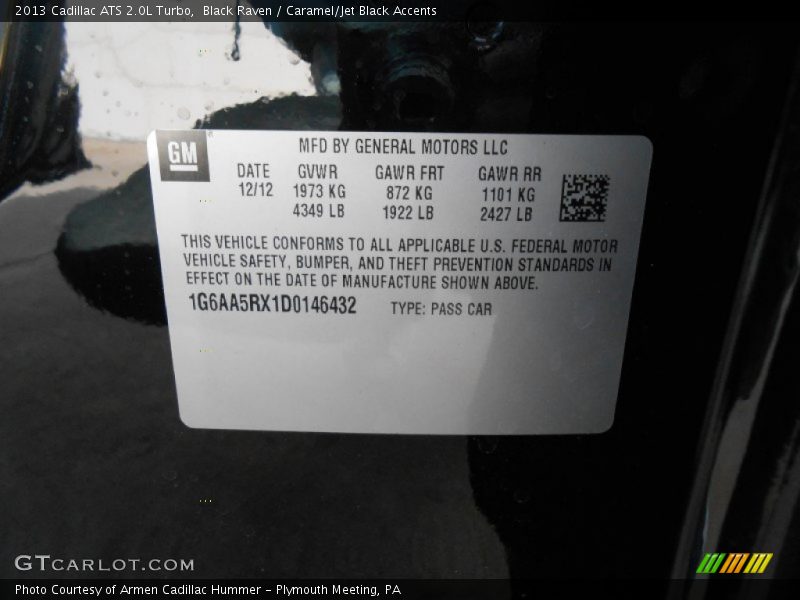 2013 Cadillac ATS 2.0L Turbo,  Black Raven / Caramel/Jet Black Accents
GM
MFD BY GENERAL MOTORS LLC
DATE GVWR GAWR FRT GAWR RR
12/12 1973 KG 872 KG 1101 KG
4349 LB 1922 LB 2427 LB
THIS VEHICLE CONFORMS TO ALL APPLICABLE U.S. FEDERAL MOTOR
VEHICLE SAFETY, BUMPER, AND THEFT PREVENTION STANDARDS IN
EFFECT ON THE DATE OF MANUFACTURE SHOWN ABOVE.
1G6AA5RX1D0146432 TYPE: PASS CAR
GTCARLOT.COM
Photo Courtesy of Armen Cadillac Hummer - Plymouth Meeting, PA